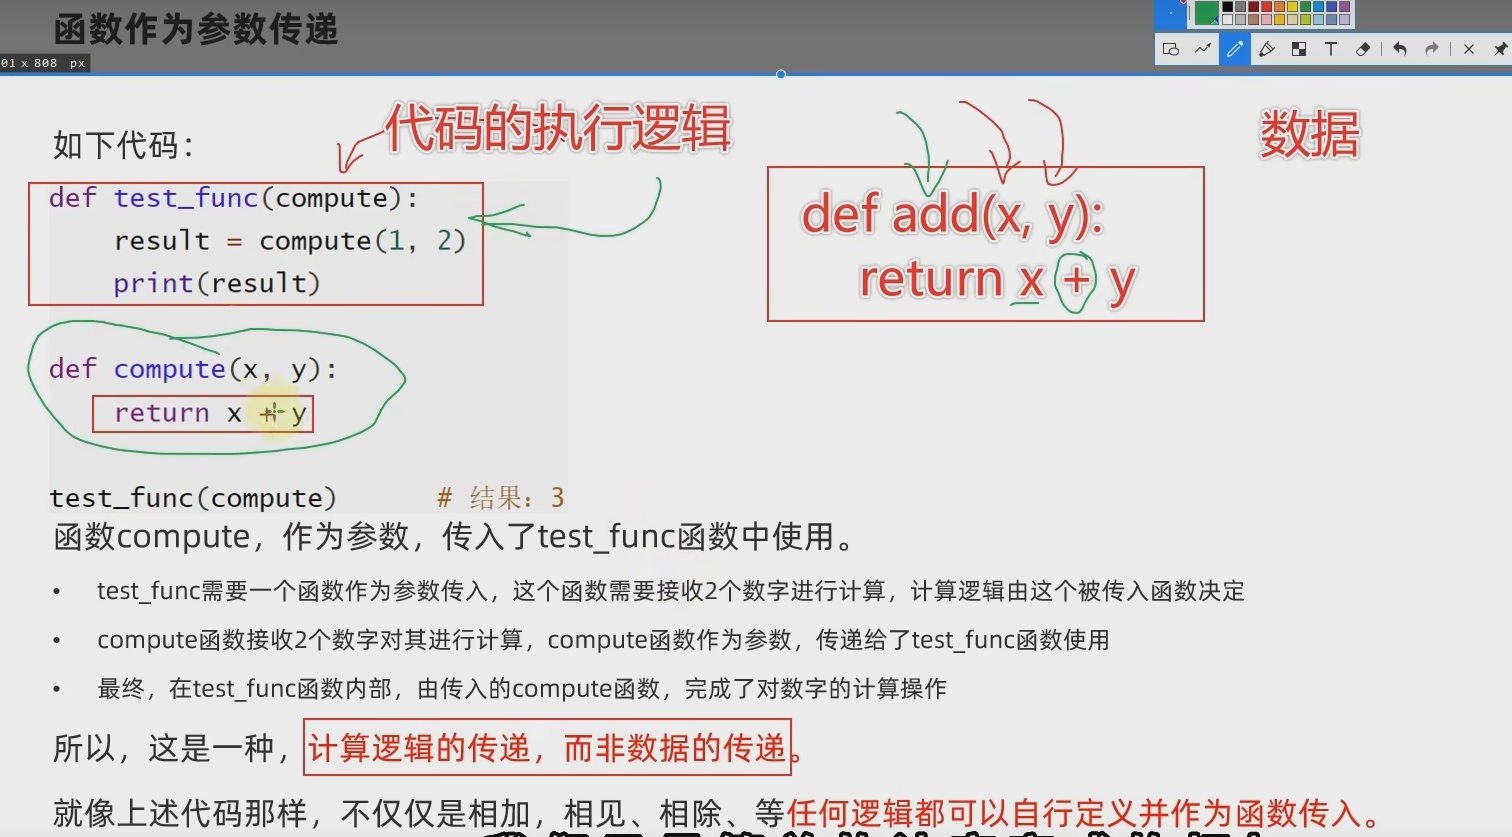 函数作为参数传递
01 x 808 px
代码的执行逻辑
数据
如下代码：
def test_func(compute):
result = compute(1, 2)
print(result)
def add(x, y):
return x + y
def compute(x, y):
return x + y
test_func(compute) # 结果：3
函数compute，作为参数，传入了test_func函数中使用。
• test_func需要一个函数作为参数传入，这个函数需要接收2个数字进行计算，计算逻辑由这个被传入函数决定
• compute函数接收2个数字对其进行计算，compute函数作为参数，传递给了test_func函数使用
• 最终，在test_func函数内部，由传入的compute函数，完成了对数字的计算操作
所以，这是一种，计算逻辑的传递，而非数据的传递。
就像上述代码那样，不仅仅是相加，相见、相除、等任何逻辑都可以自行定义并作为函数传入。